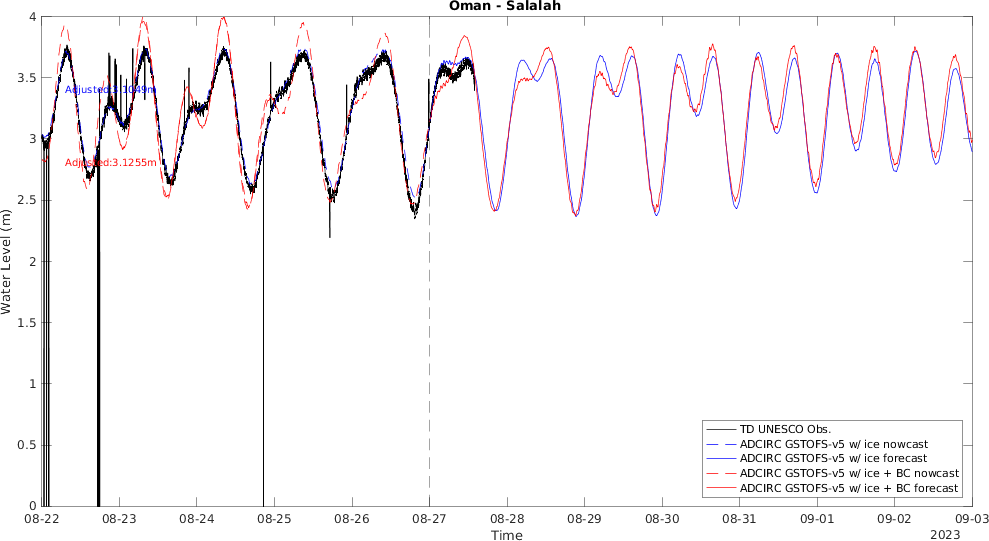 Oman - Salalah
4
3.5
3
2.5
2
1.5
1
0.5
0
Water Level (m)
Adjusted:3.1049m
Adjusted:3.1255m
TD UNESCO Obs.
ADCIRC GSTOFS-v5 w/ ice nowcast
ADCIRC GSTOFS-v5 w/ ice forecast
ADCIRC GSTOFS-v5 w/ ice + BC nowcast
ADCIRC GSTOFS-v5 w/ ice + BC forecast
08-22 08-23 08-24 08-25 08-26 08-27 08-28 08-29 08-30 08-31 09-01 09-02 09-03
Time
2023